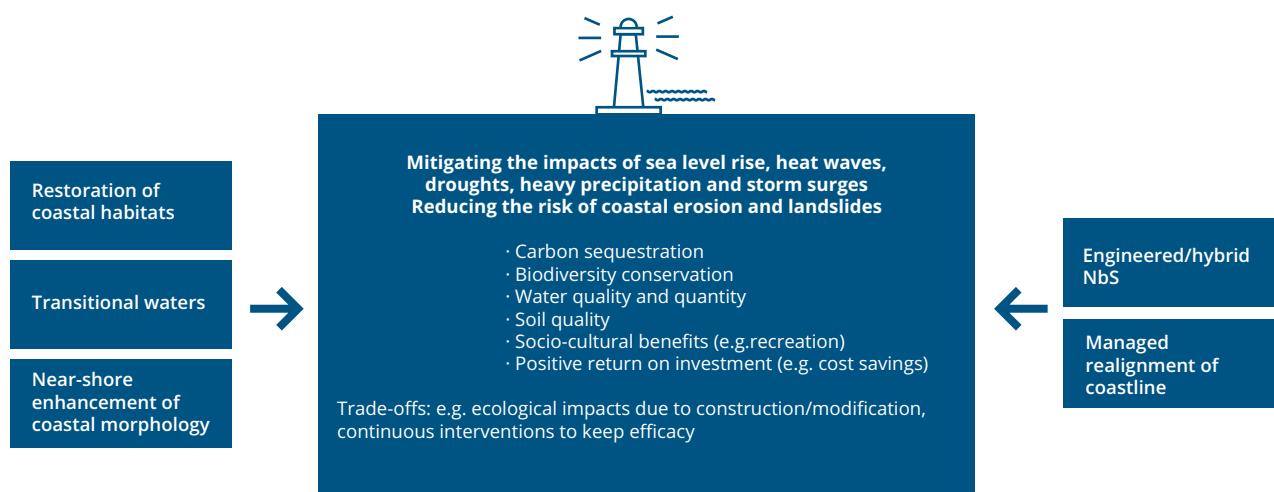 Restoration of
coastal habitats
Transitional waters
Near-shore
enhancement of
coastal morphology
Mitigating the impacts of sea level rise, heat waves,
droughts, heavy precipitation and storm surges
Reducing the risk of coastal erosion and landslides
· Carbon sequestration
· Biodiversity conservation
· Water quality and quantity
· Soil quality
· Socio-cultural benefits (e.g.recreation)
· Positive return on investment (e.g. cost savings)
Trade-offs: e.g. ecological impacts due to construction/modification,
continuous interventions to keep efficacy
Engineered/hybrid
NbS
Managed
realignment of
coastline